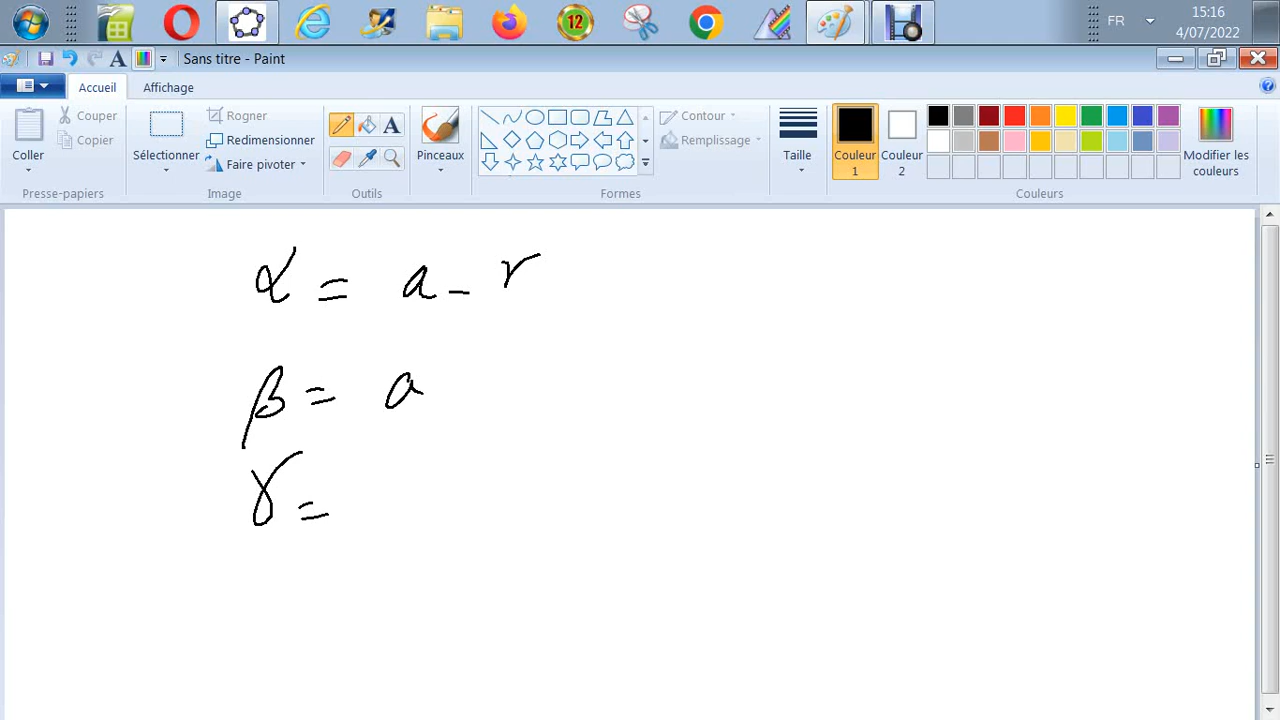 12
FR
15:16
4/07/2022
Sans titre - Paint
Accueil Affichage
Coller
Couper
Copier
Presse-papiers
Sélectionner
Rogner
Redimensionner
Faire pivoter
Image
A
Outils
Pinceaux
Contour
Remplissage
Formes
Taille
Couleur 1
Couleur 2
Modifier les couleurs
Couleurs
α = a - r
β = a
γ =